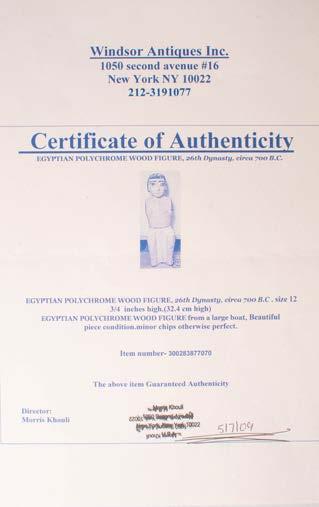 Windsor Antiques Inc.
1050 second avenue #16
New York NY 10022
212-3191077
Certificate of Authenticity
EGYPTIAN POLYCHROME WOOD FIGURE, 26th Dynasty, circa 700 B.C.
EGYPTIAN POLYCHROME WOOD FIGURE, 26th Dynasty, circa 700 B.C . size 12
3/4 inches high.(32.4 cm high)
EGYPTIAN POLYCHROME WOOD FIGURE from a large boat, Beautiful
piece condition.minor chips otherwise perfect.
Item number- 300283877070
The above item Guaranteed Authenticity
Director:
Morris Khouli
Morris Khouli
5/7/09